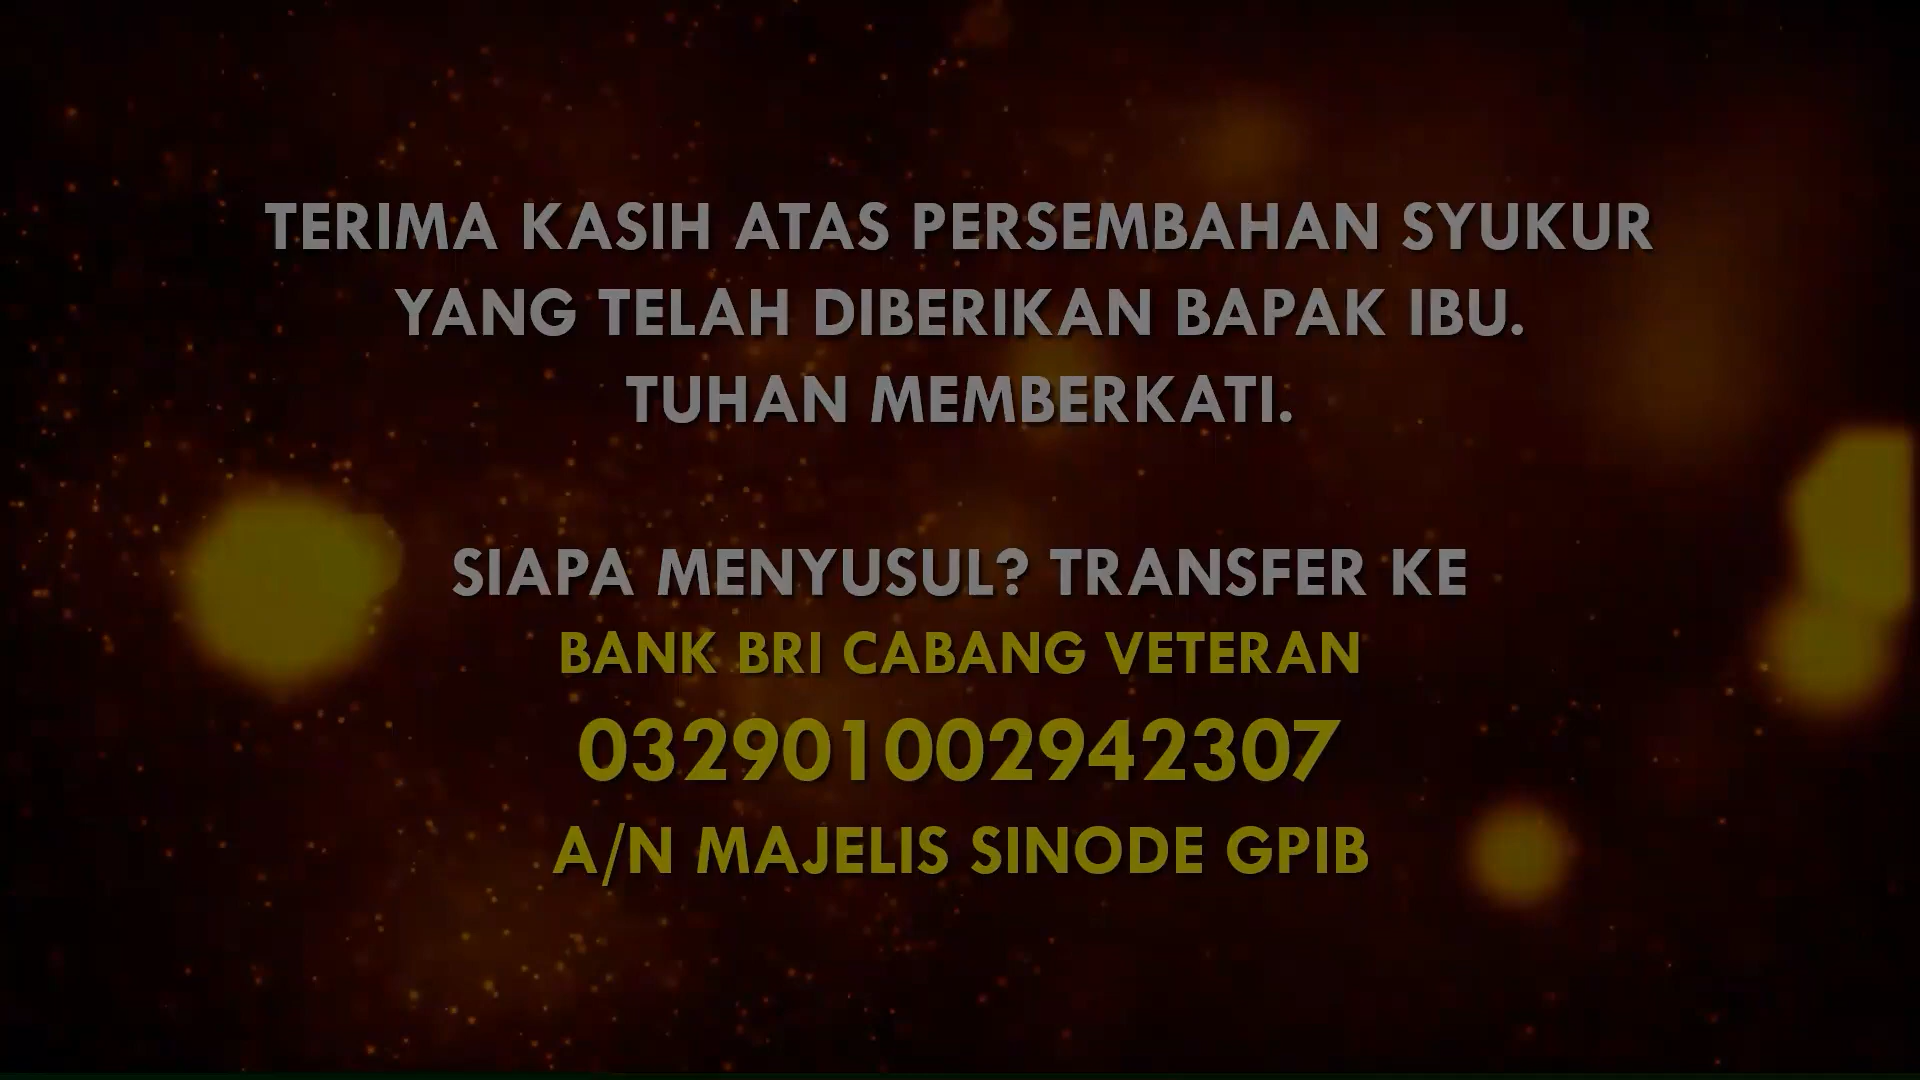 TERIMA KASIH ATAS PERSEMBAHAN SYUKUR
YANG TELAH DIBERIKAN BAPAK IBU.
TUHAN MEMBERKATI.
SIAPA MENYUSUL? TRANSFER KE
BANK BRI CABANG VETERAN
032901002942307
A/N MAJELIS SINODE GPIB